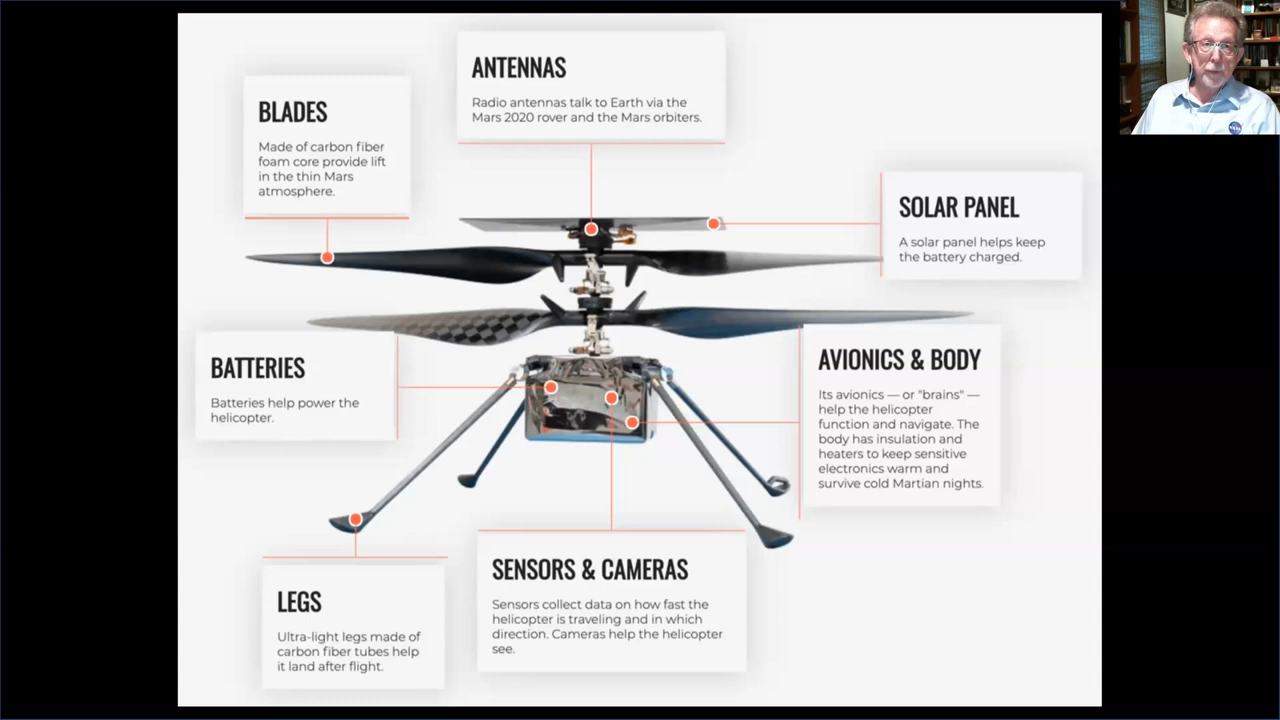 ANTENNAS
Radio antennas talk to Earth via the
Mars 2020 rover and the Mars orbiters.
BLADES
Made of carbon fiber
foam core provide lift
in the thin Mars
atmosphere.
SOLAR PANEL
A solar panel helps keep
the battery charged.
BATTERIES
Batteries help power the
helicopter.
AVIONICS & BODY
Its avionics — or "brains" —
help the helicopter
function and navigate. The
body has insulation and
heaters to keep sensitive
electronics warm and
survive cold Martian nights.
SENSORS & CAMERAS
Sensors collect data on how fast the
helicopter is traveling and in which
direction. Cameras help the helicopter
see.
LEGS
Ultra-light legs made of
carbon fiber tubes help
it land after flight.